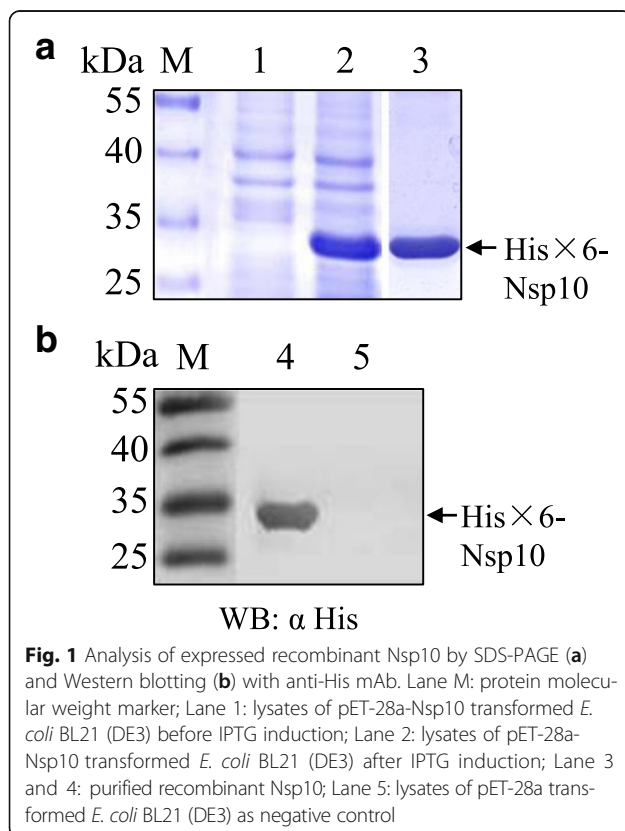 a
kDa M 1 2 3
55
40
35
25
His×6-
Nsp10
b
kDa M 4 5
55
40
35
25
His×6-
Nsp10
WB: α His
Fig. 1 Analysis of expressed recombinant Nsp10 by SDS-PAGE (a)
and Western blotting (b) with anti-His mAb. Lane M: protein molecu-
lar weight marker; Lane 1: lysates of pET-28a-Nsp10 transformed E.
coli BL21 (DE3) before IPTG induction; Lane 2: lysates of pET-28a-
Nsp10 transformed E. coli BL21 (DE3) after IPTG induction; Lane 3
and 4: purified recombinant Nsp10; Lane 5: lysates of pET-28a trans-
formed E. coli BL21 (DE3) as negative control